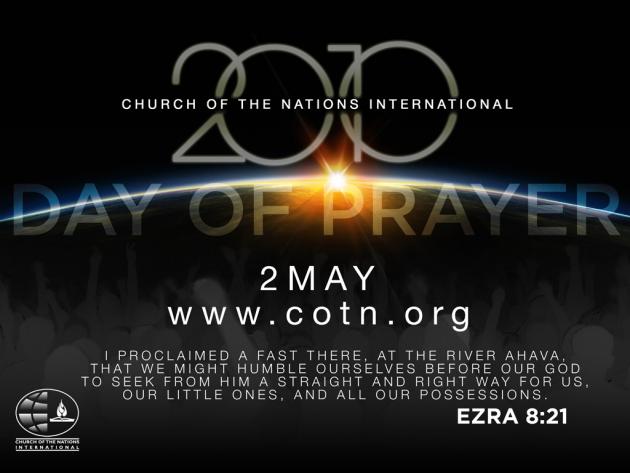 2010
CHURCH OF THE NATIONS INTERNATIONAL
DAY OF PRAYER
2 MAY
www.cotn.org
I PROCLAIMED A FAST THERE, AT THE RIVER AHAVA,
THAT WE MIGHT HUMBLE OURSELVES BEFORE OUR GOD
TO SEEK FROM HIM A STRAIGHT AND RIGHT WAY FOR US,
OUR LITTLE ONES, AND ALL OUR POSSESSIONS.
EZRA 8:21
CHURCH OF THE NATIONS
INTERNATIONAL